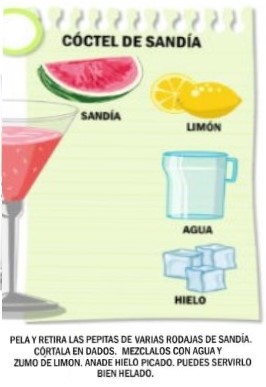 CÓCTEL DE SANDÍA
SANDÍA
LIMÓN
AGUA
HIELO
PELA Y RETIRA LAS PEPITAS DE VARIAS RODAJAS DE SANDÍA.
CÓRTALA EN DADOS. MEZCLALOS CON AGUA Y
ZUMO DE LIMON. ANADE HIELO PICADO. PUEDES SERVIRLO
BIEN HELADO.